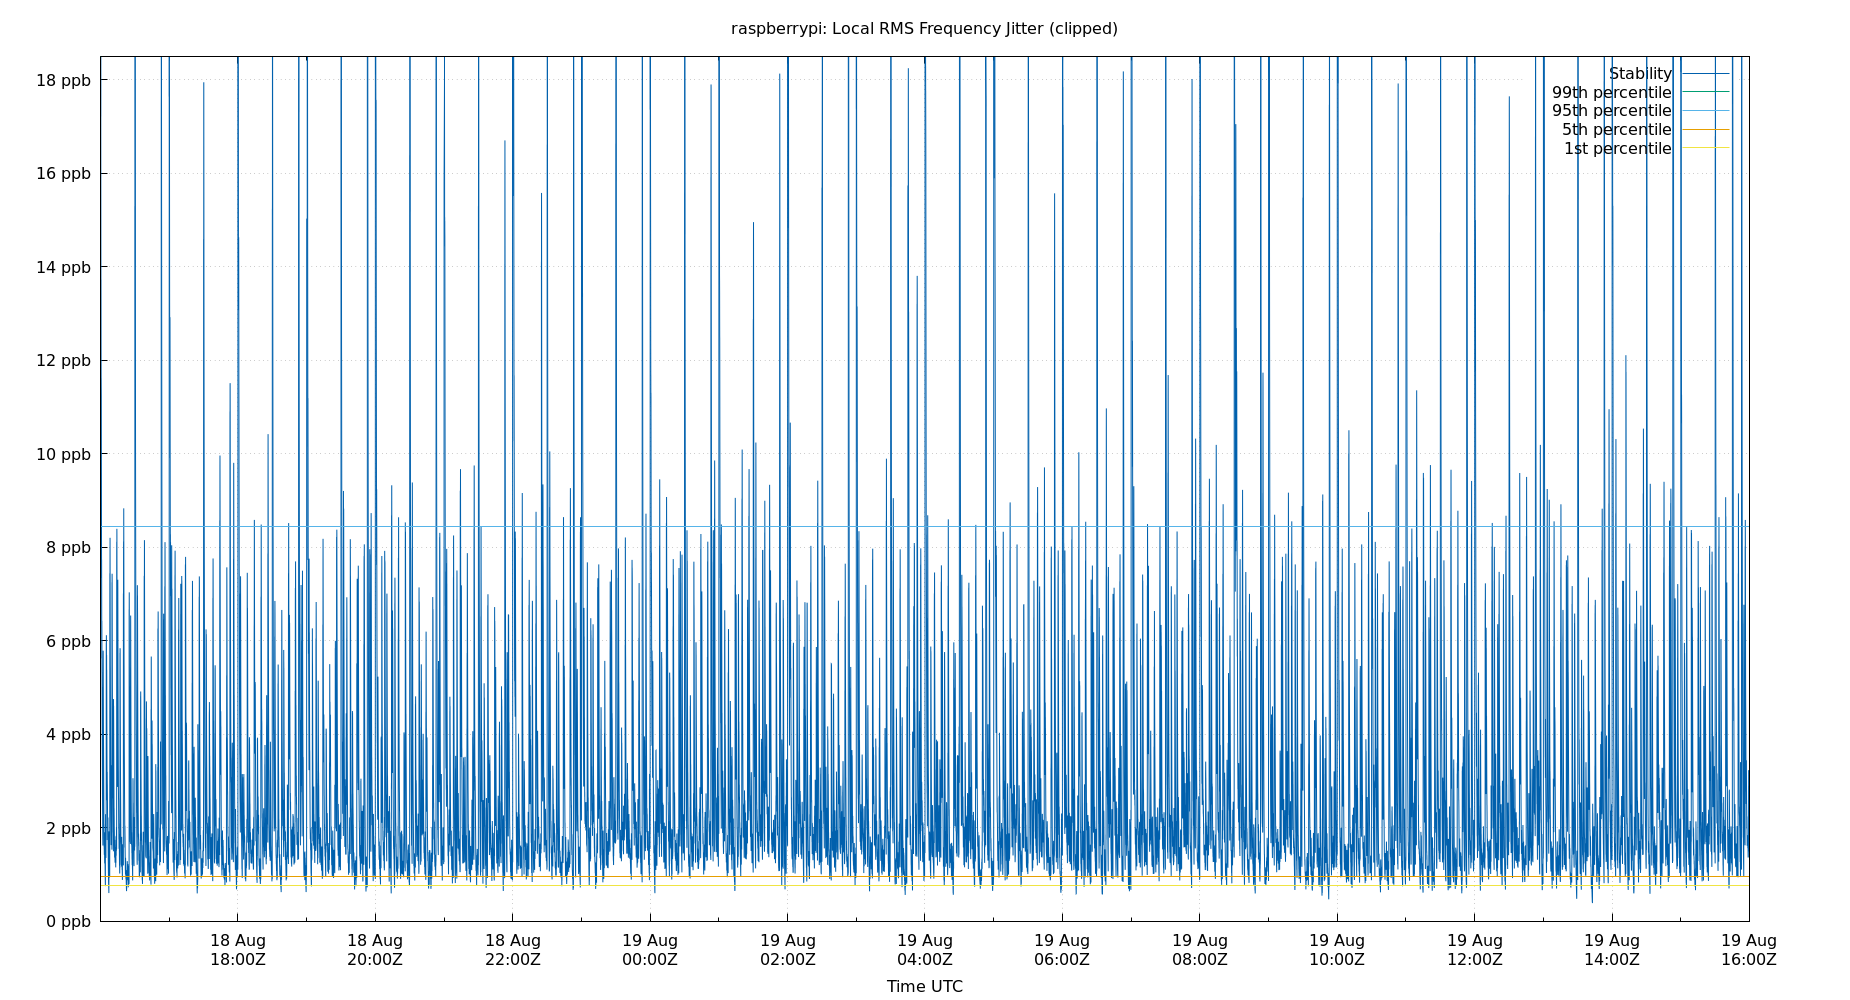 raspberrypi: Local RMS Frequency Jitter (clipped)
18 ppb
16 ppb
14 ppb
12 ppb
10 ppb
8 ppb
6 ppb
4 ppb
2 ppb
0 ppb
Stability
99th percentile
95th percentile
5th percentile
1st percentile
18 Aug
18:00Z
18 Aug
20:00Z
18 Aug
22:00Z
19 Aug
00:00Z
19 Aug
02:00Z
19 Aug
04:00Z
19 Aug
06:00Z
19 Aug
08:00Z
19 Aug
10:00Z
19 Aug
12:00Z
19 Aug
14:00Z
19 Aug
16:00Z
Time UTC